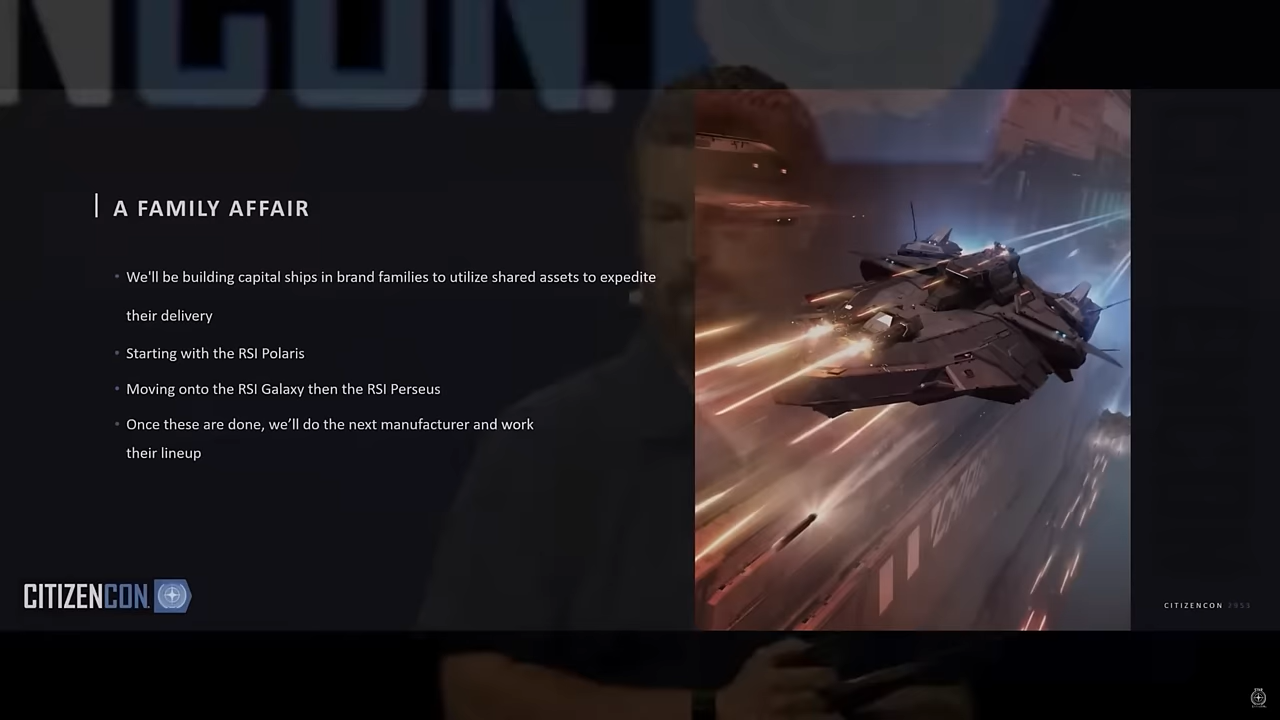 NCON.
A FAMILY AFFAIR
We'll be building capital ships in brand families to utilize shared assets to expedite
their delivery
Starting with the RSI Polaris
Moving onto the RSI Galaxy then the RSI Perseus
Once these are done, we'll do the next manufacturer and work
their lineup
CITIZENCON
CITIZENCON 2953